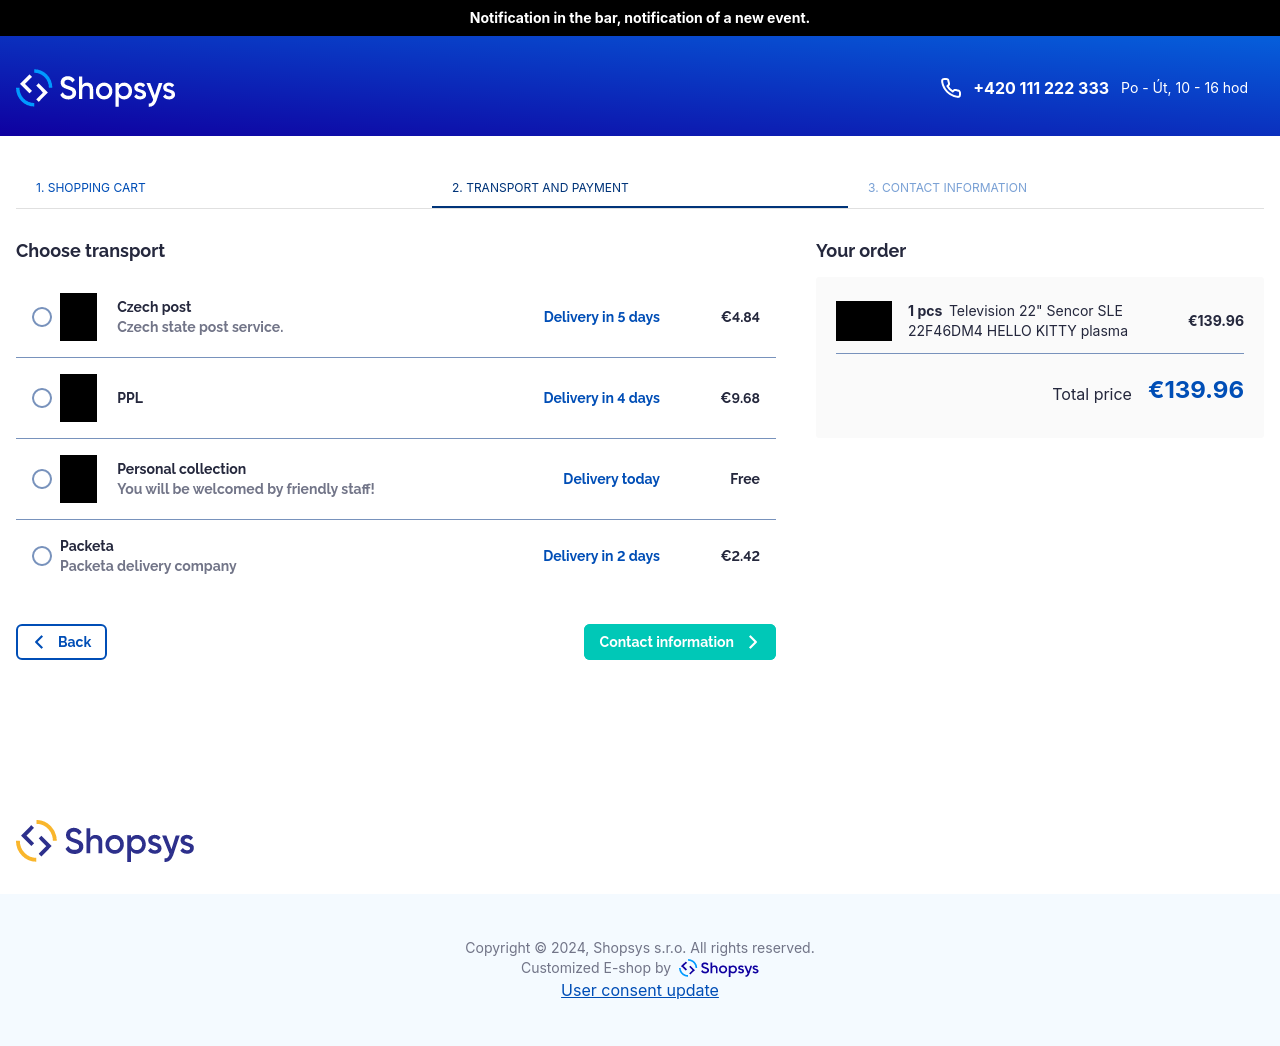 Notification in the bar, notification of a new event.
Shopsys
+420 111 222 333 Po - Út, 10 - 16 hod
1. SHOPPING CART
2. TRANSPORT AND PAYMENT
3. CONTACT INFORMATION
Choose transport
Czech post
Czech state post service.
Delivery in 5 days
€4.84
PPL
Delivery in 4 days
€9.68
Personal collection
You will be welcomed by friendly staff!
Delivery today
Free
Packeta
Packeta delivery company
Delivery in 2 days
€2.42
Back
Contact information
Your order
1 pcs Television 22" Sencor SLE
22F46DM4 HELLO KITTY plasma
€139.96
Total price €139.96
Shopsys
Copyright © 2024, Shopsys s.r.o. All rights reserved.
Customized E-shop by Shopsys
User consent update